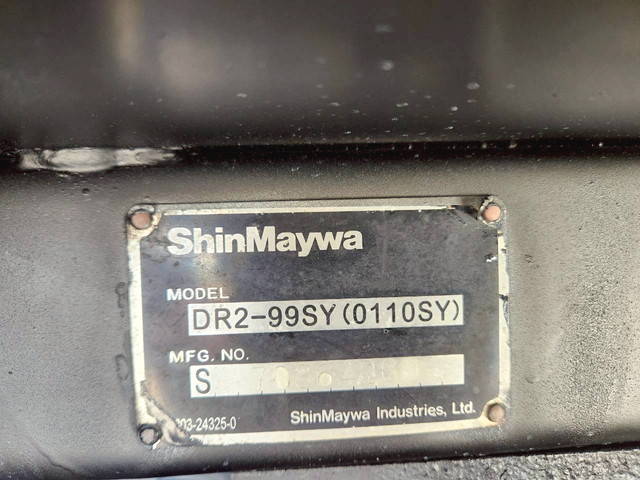 ShinMaywa
MODEL
DR2-99SY(0110SY)
MFG. NO.
S
ShinMaywa Industries, Ltd.